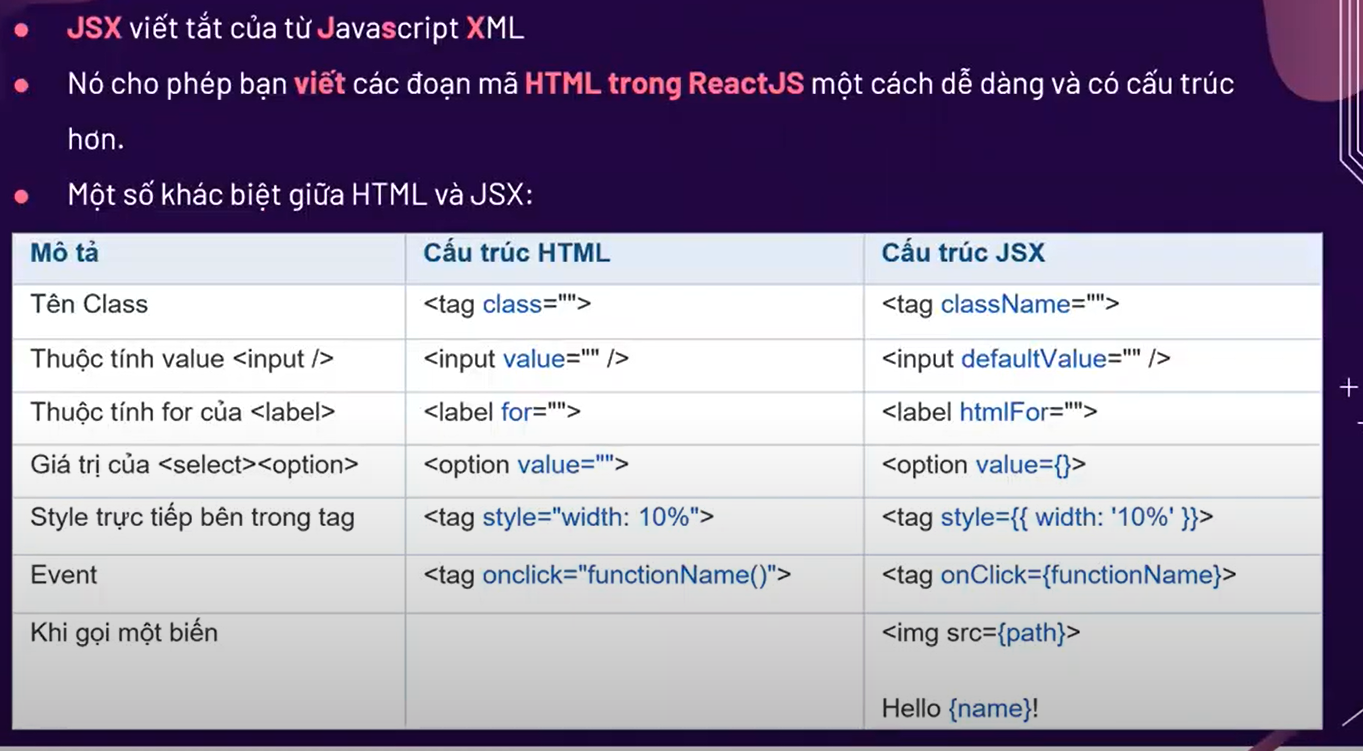 JSX viết tắt của từ Javascript XML
Nó cho phép bạn viết các đoạn mã HTML trong ReactJS một cách dễ dàng và có cấu trúc
hơn.
Một số khác biệt giữa HTML và JSX:
Mô tả Cấu trúc HTML Cấu trúc JSX
Tên Class <tag class=""> <tag className="">
Thuộc tính value <input /> <input value="" /> <input defaultValue="" />
Thuộc tính for của <label> <label for=""> <label htmlFor="">
Giá trị của <select><option> <option value=""> <option value={}>
Style trực tiếp bên trong tag <tag style="width: 10%"> <tag style={{ width: '10%' }}>
Event <tag onclick="functionName()"> <tag onClick={functionName}>
Khi gọi một biến <img src={path}>
Hello {name}!